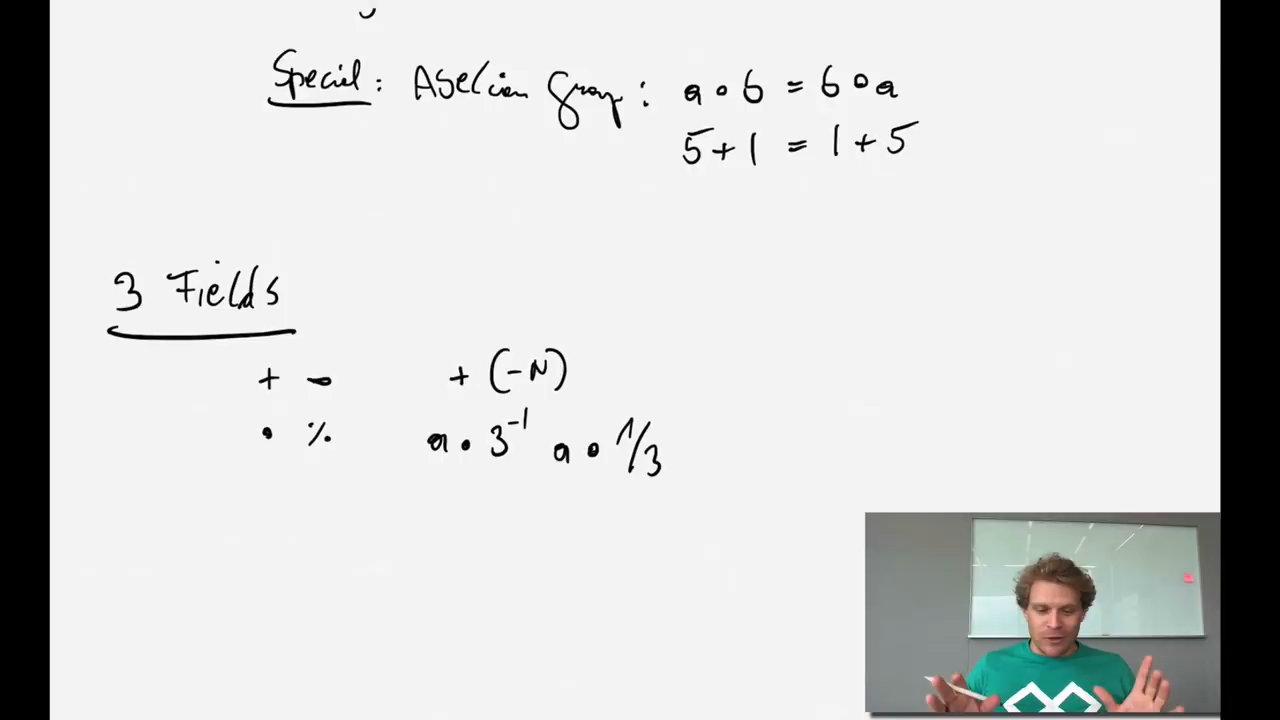 Special: Abelian Group: a ∘ b = b ∘ a
5 + 1 = 1 + 5
3 Fields
+ - + (-N)
• % a • 3⁻¹ a • 1/3